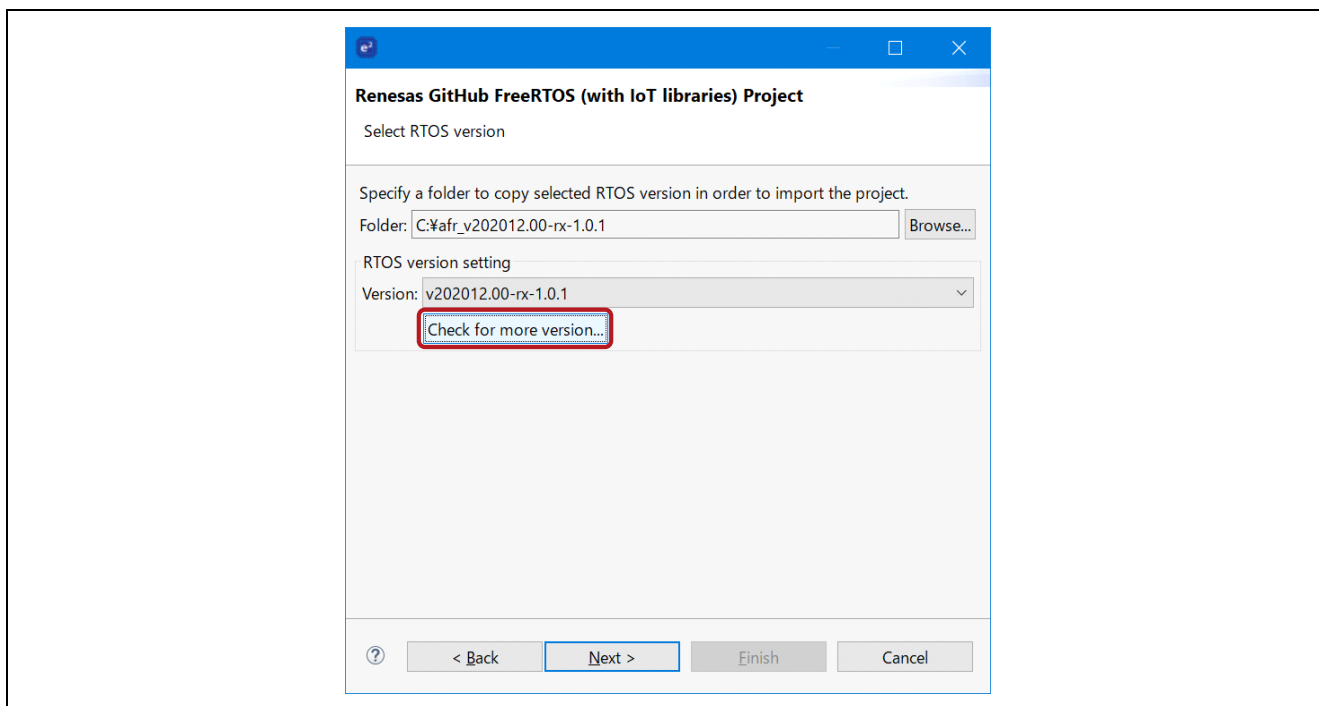 e²
Renesas GitHub FreeRTOS (with IoT libraries) Project
Select RTOS version
Specify a folder to copy selected RTOS version in order to import the project.
Folder: C:¥afr_v202012.00-rx-1.0.1 Browse...
RTOS version setting
Version: v202012.00-rx-1.0.1
Check for more version...
? < Back Next > Finish Cancel